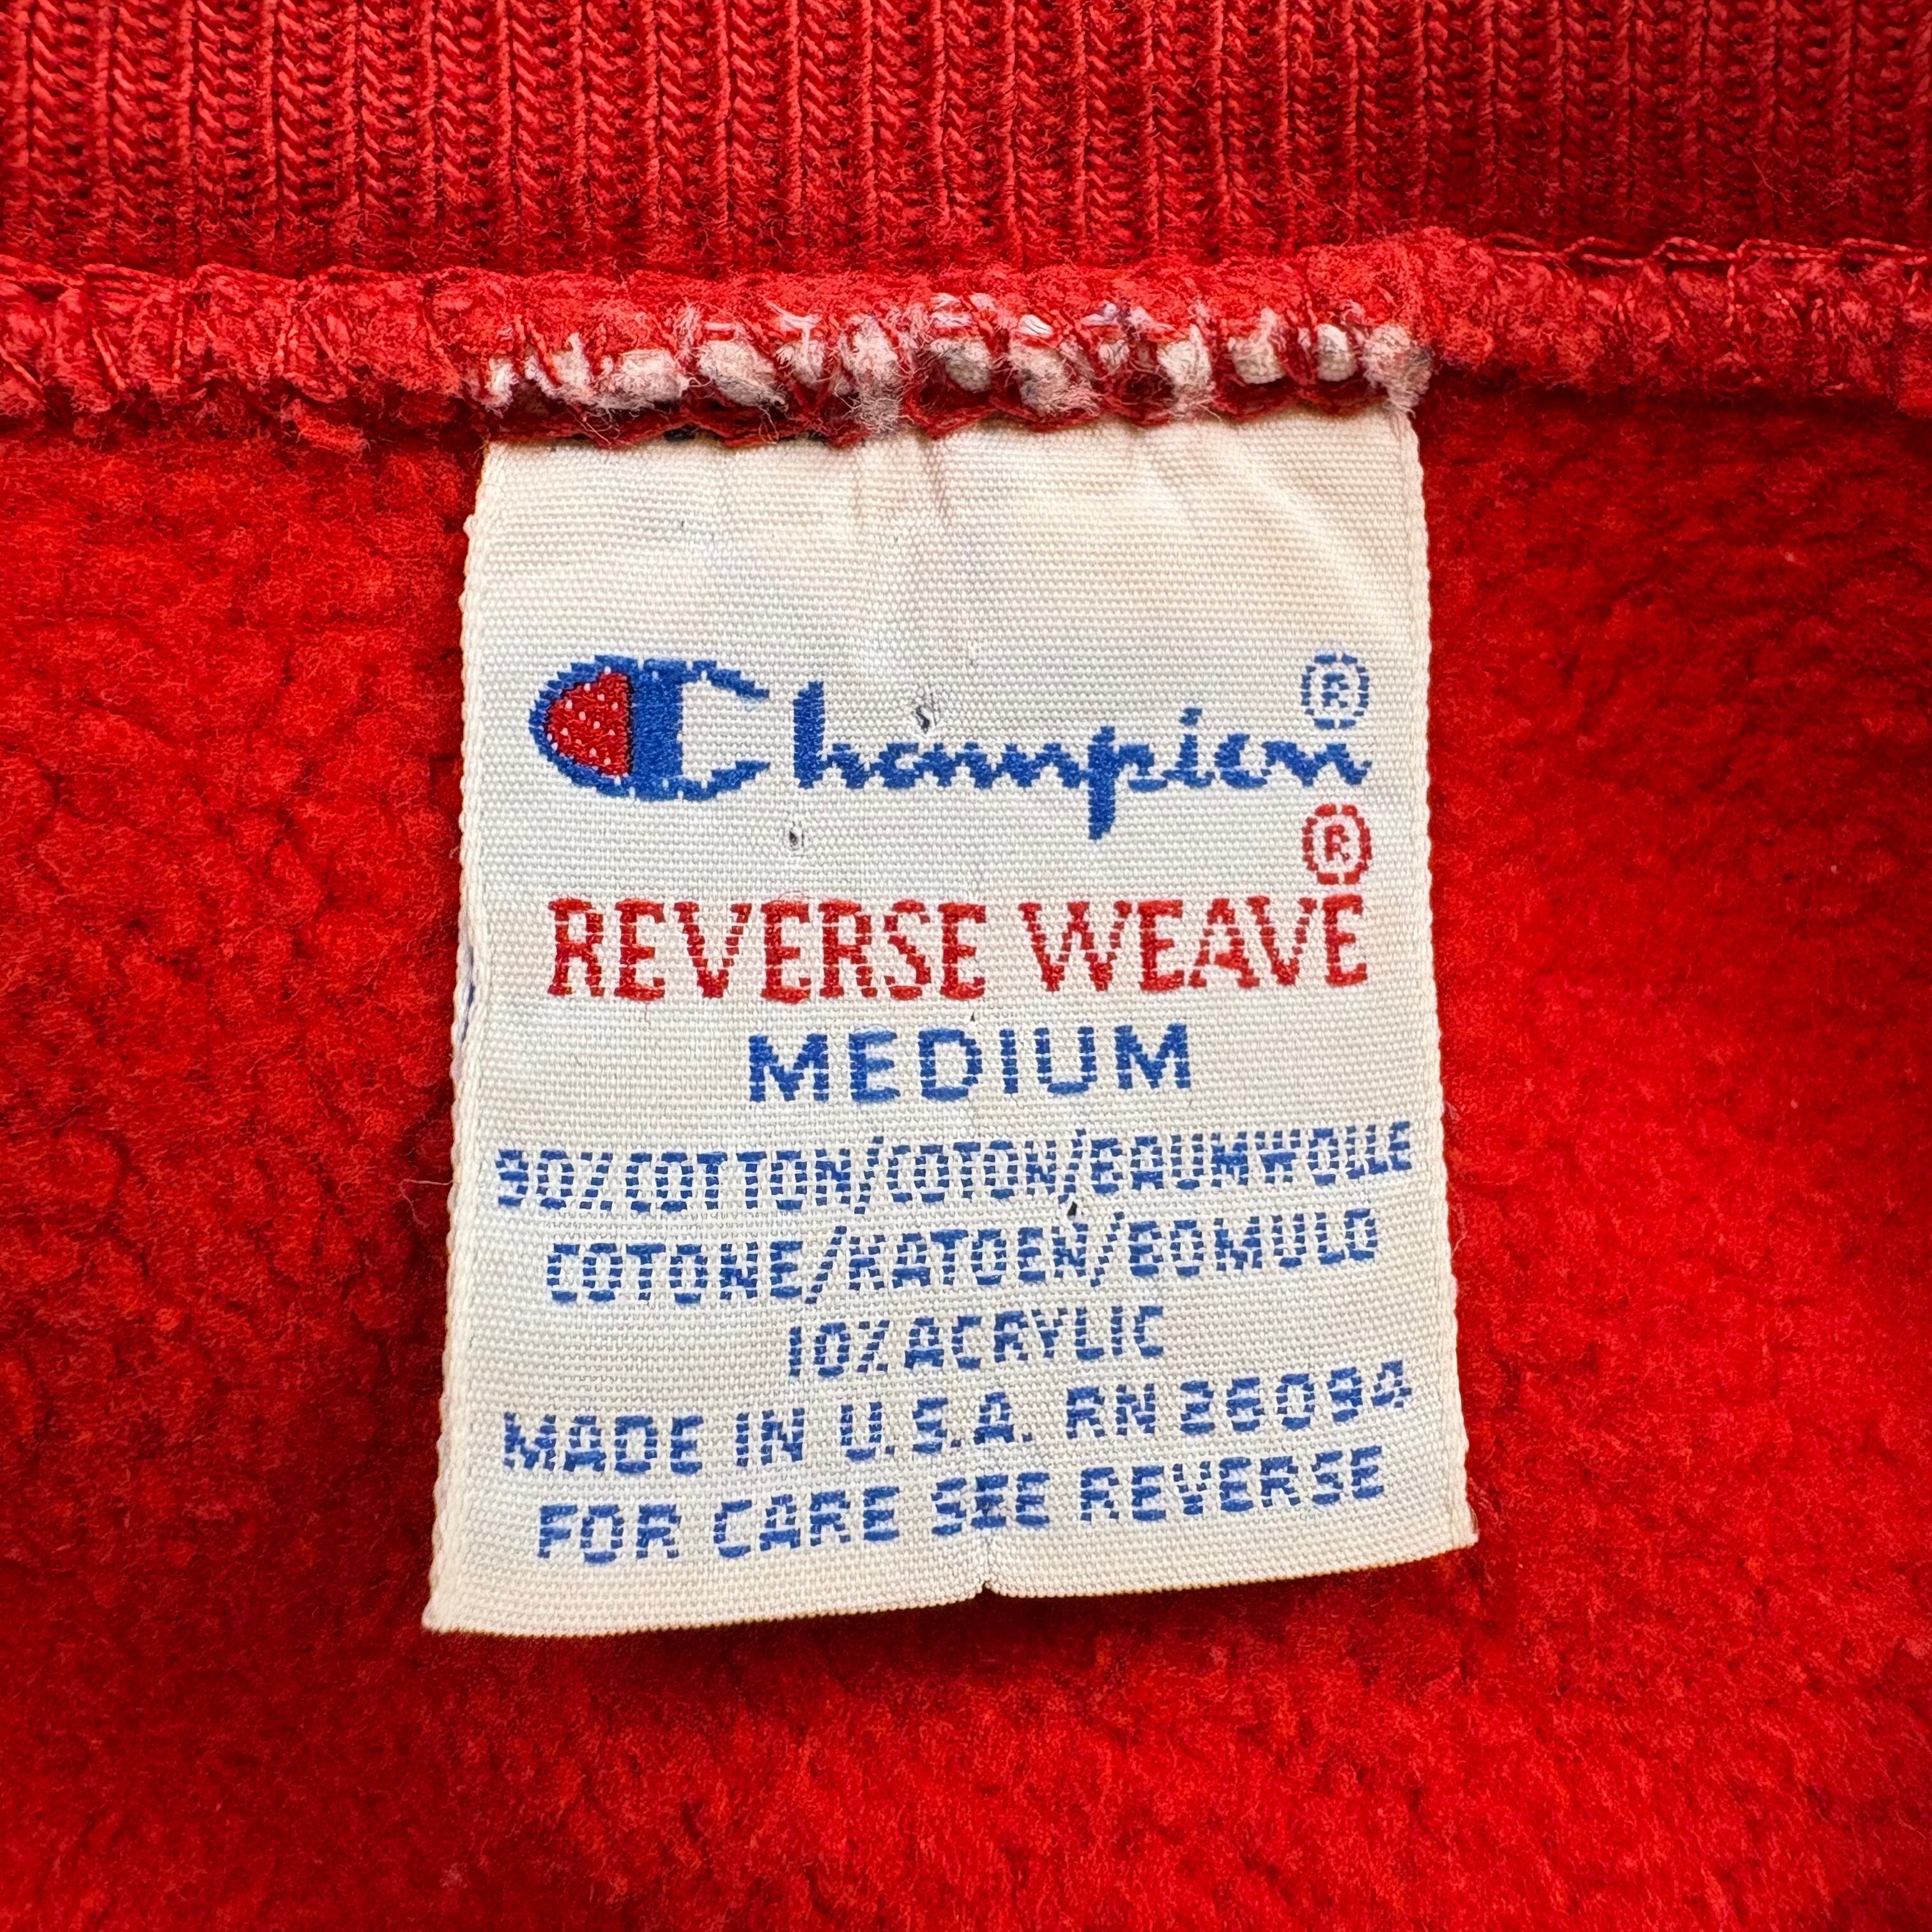 Champion®
®
REVERSE WEAVE
MEDIUM
90% COTTON/COTON/BAUMWOLLE
COTONE/KATOEN/BOMULD
10% ACRYLIC
MADE IN U.S.A. RN 26094
FOR CARE SEE REVERSE